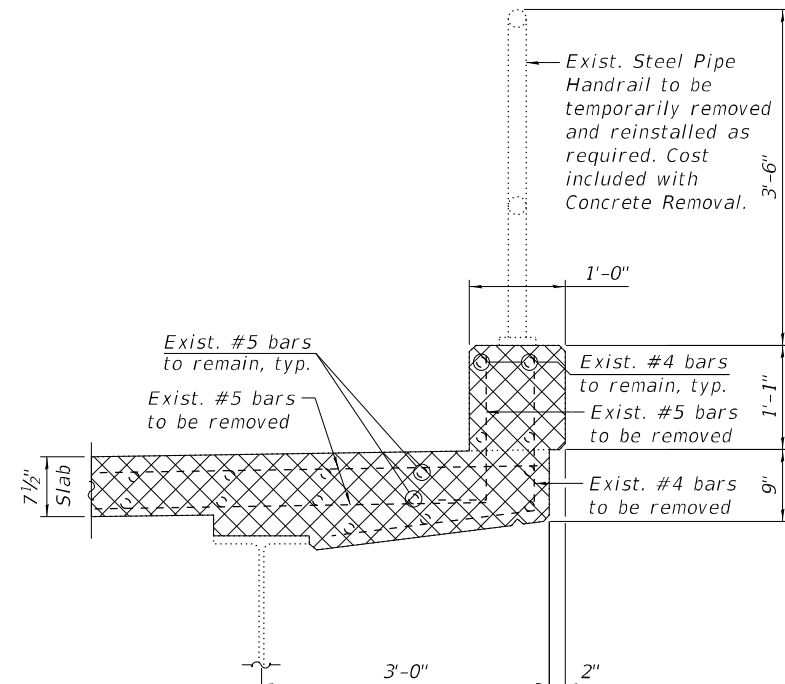 Exist. Steel Pipe
Handrail to be
temporarily removed
and reinstalled as
required. Cost
included with
Concrete Removal.
3'-6"
1'-0"
Exist. #5 bars
to remain, typ.
Exist. #5 bars
to be removed
Exist. #4 bars
to remain, typ.
Exist. #5 bars
to be removed
1'-1"
7½"
Slab
Exist. #4 bars
to be removed
9"
3'-0"
2"